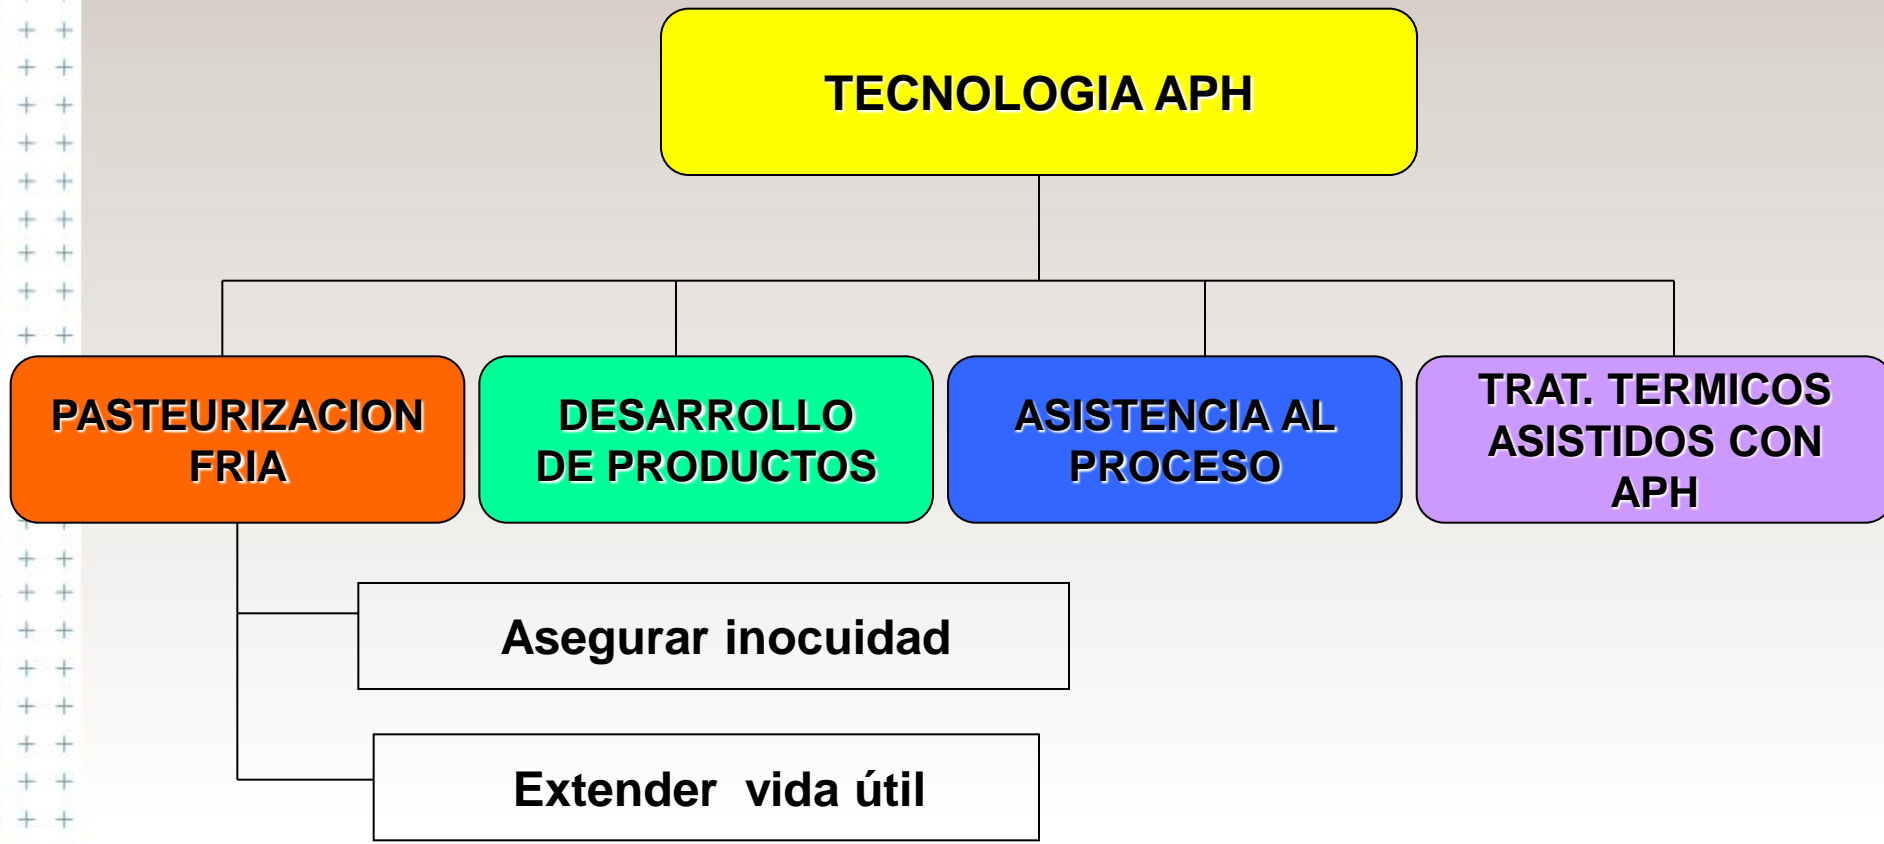 TECNOLOGIA APH
PASTEURIZACION
FRIA
DESARROLLO
DE PRODUCTOS
ASISTENCIA AL
PROCESO
TRAT. TERMICOS
ASISTIDOS CON
APH
Asegurar inocuidad
Extender vida útil